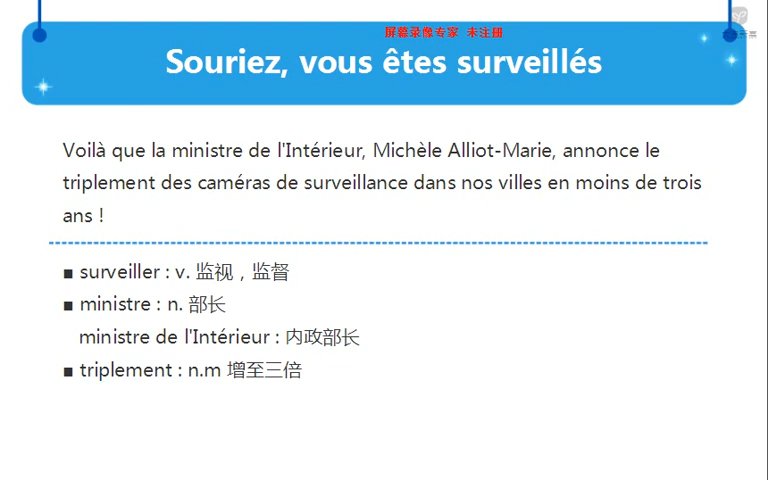 屏幕录像专家 未注册
Souriez, vous êtes surveillés
Voilà que la ministre de l'Intérieur, Michèle Alliot-Marie, annonce le
triplement des caméras de surveillance dans nos villes en moins de trois
ans !
■ surveiller : v. 监视，监督
■ ministre : n. 部长
ministre de l'Intérieur : 内政部长
■ triplement : n.m 增至三倍